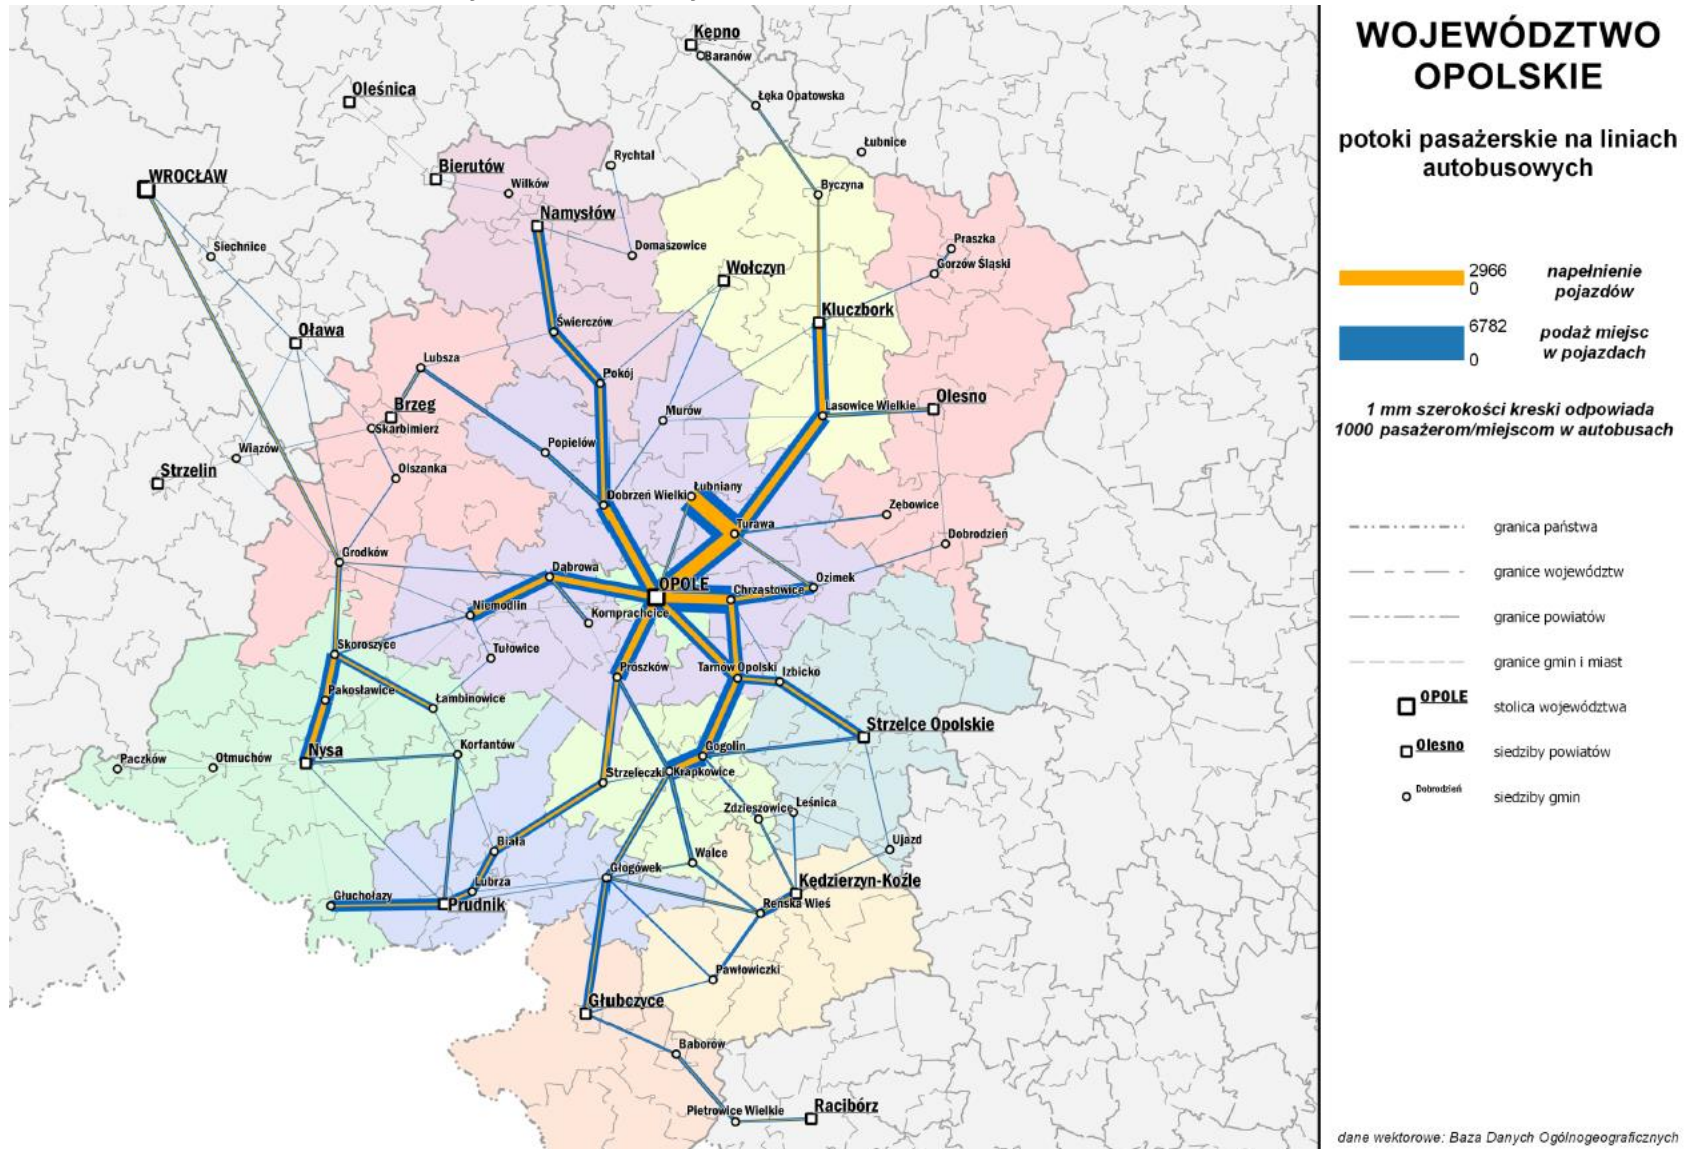 Kępno
Baranów
Oleśnica
Łęka Opatowska
Łubnice
Rychtal
Bierutów
WROCŁAW
Wilków
Byczyna
Namysłów
Siechnice
Domaszowice
Praszka
Gorzów Śląski
Wołczyn
Kluczbork
Świerczów
Oława
Lubsza
Pokój
Brzeg
Olesno
Lasowice Wielkie
Murów
Skarbimierz
Popielów
Wiązów
Strzelin
Olszanka
Łubniany
Dobrzeń Wielki
Zębowice
Turawa
Dobrodzień
Grodków
Dąbrowa
OPOLE
Ozimek
Chrząstowice
Niemodlin
Komprachcice
Skoroszyce
Tułowice
Prószków
Tarnów Opolski
Izbicko
Pakosławice
Łambinowice
Strzelce Opolskie
Nysa
Korfantów
Gogolin
Paczków
Otmuchów
Strzeleczki
Krapkowice
Zdzieszowice
Leśnica
Biała
Walce
Ujazd
Głogówek
Lubrza
Kędzierzyn-Koźle
Głuchołazy
Prudnik
Reńska Wieś
Pawłowiczki
Głubczyce
Baborów
Pietrowice Wielkie
Racibórz
WOJEWÓDZTWO
OPOLSKIE
potoki pasażerskie na liniach
autobusowych
2966
0
napełnienie
pojazdów
6782
0
podaż miejsc
w pojazdach
1 mm szerokości kreski odpowiada
1000 pasażerom/miejscom w autobusach
granica państwa
granice województw
granice powiatów
granice gmin i miast
OPOLE
stolica województwa
Olesno
siedziby powiatów
Dobrodzień
siedziby gmin
dane wektorowe: Baza Danych Ogólnogeograficznych